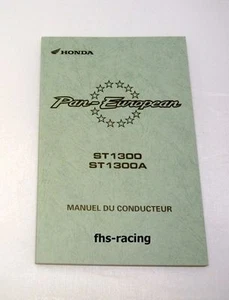 HONDA
Pan-European
ST1300
ST1300A
MANUEL DU CONDUCTEUR
fhs-racing